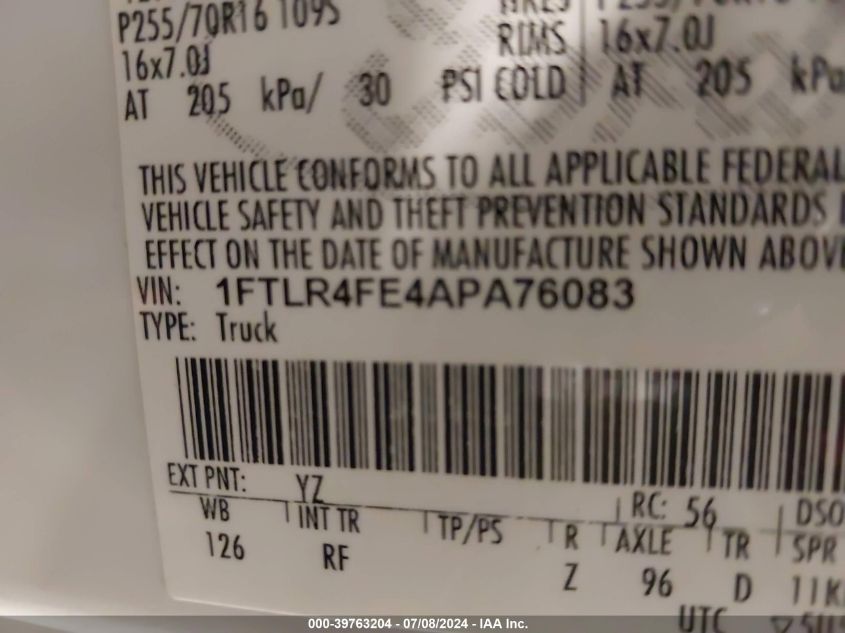 P255/70R16 109S
RIMS 16x7.0J
16x7.0J
AT 205 kPa/ 30 PSI COLD AT 205 kPa
THIS VEHICLE CONFORMS TO ALL APPLICABLE FEDERAL
VEHICLE SAFETY AND THEFT PREVENTION STANDARDS
EFFECT ON THE DATE OF MANUFACTURE SHOWN ABOVE
VIN: 1FTLR4FE4APA76083
TYPE: Truck
EXT PNT: YZ RC: 56 DSO
WB INT TR TP/PS R AXLE TR SPR
126 RF Z 96 D 11K
UTC
000-39763204 - 07/08/2024 - IAA Inc.